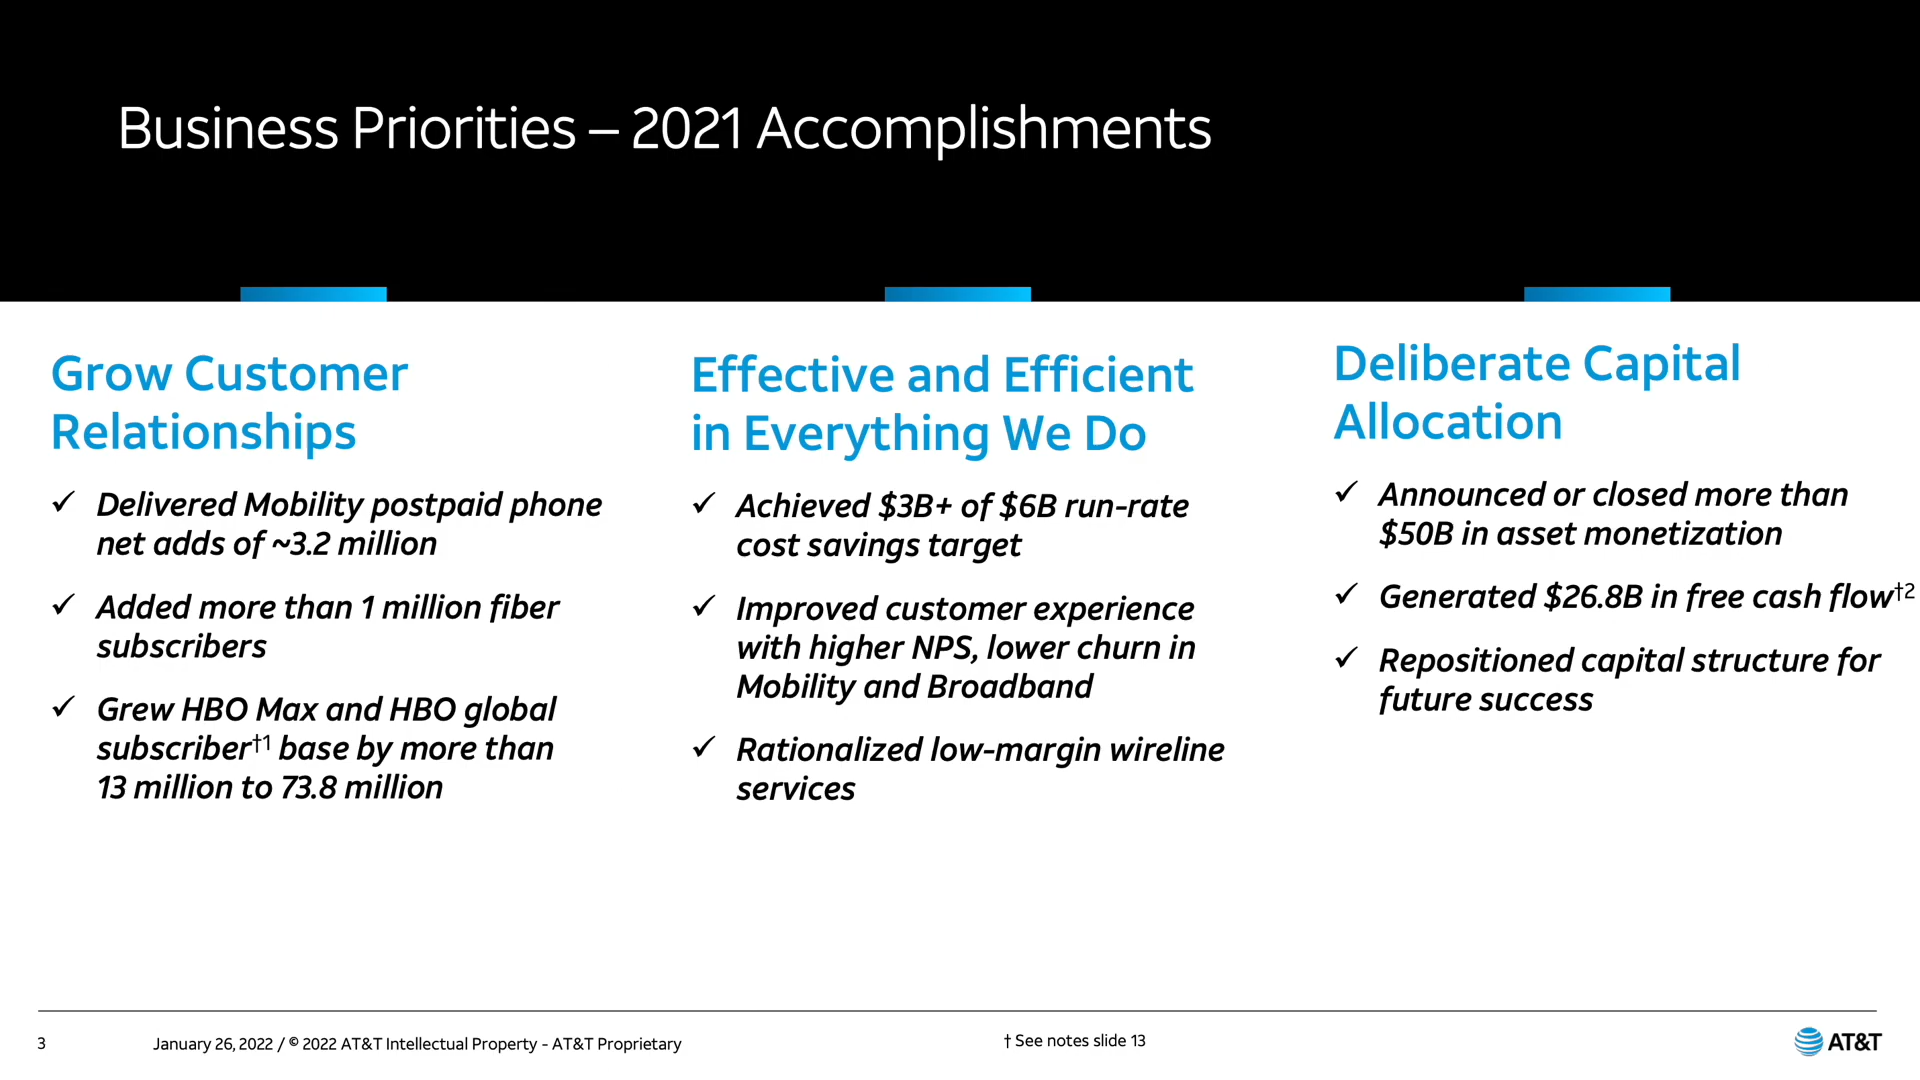 Business Priorities – 2021 Accomplishments
Grow Customer
Relationships
✓ Delivered Mobility postpaid phone
net adds of ~3.2 million
✓ Added more than 1 million fiber
subscribers
✓ Grew HBO Max and HBO global
subscriber†1 base by more than
13 million to 73.8 million
Effective and Efficient
in Everything We Do
✓ Achieved $3B+ of $6B run-rate
cost savings target
✓ Improved customer experience
with higher NPS, lower churn in
Mobility and Broadband
✓ Rationalized low-margin wireline
services
Deliberate Capital
Allocation
✓ Announced or closed more than
$50B in asset monetization
✓ Generated $26.8B in free cash flow†2
✓ Repositioned capital structure for
future success
3
January 26, 2022 / © 2022 AT&T Intellectual Property - AT&T Proprietary
† See notes slide 13
AT&T